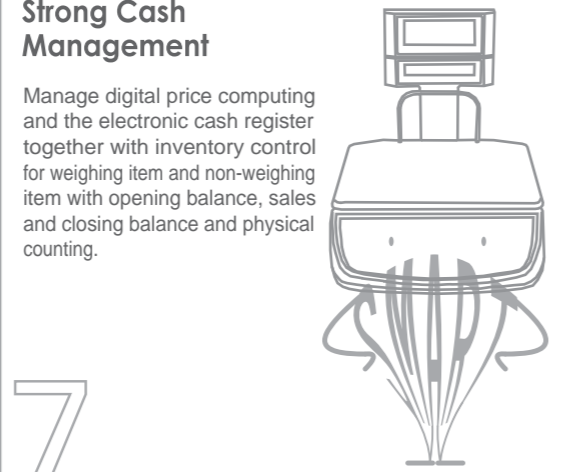 Strong Cash
Management
Manage digital price computing
and the electronic cash register
together with inventory control
for weighing item and non-weighing
item with opening balance, sales
and closing balance and physical
counting.
7